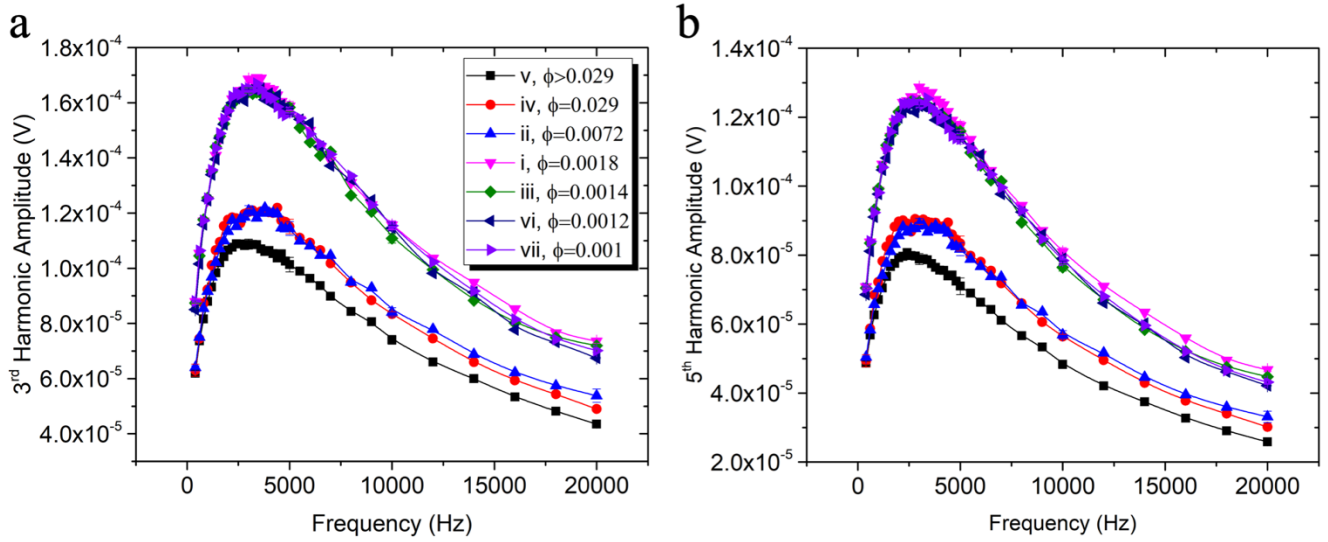 a
3rd Harmonic Amplitude (V)
1.8x10-4
1.6x10-4
1.4x10-4
1.2x10-4
1.0x10-4
8.0x10-5
6.0x10-5
4.0x10-5
v, ϕ>0.029
iv, ϕ=0.029
ii, ϕ=0.0072
i, ϕ=0.0018
iii, ϕ=0.0014
vi, ϕ=0.0012
vii, ϕ=0.001
0 5000 10000 15000 20000
Frequency (Hz)
b
5th Harmonic Amplitude (V)
1.4x10-4
1.2x10-4
1.0x10-4
8.0x10-5
6.0x10-5
4.0x10-5
2.0x10-5
0 5000 10000 15000 20000
Frequency (Hz)